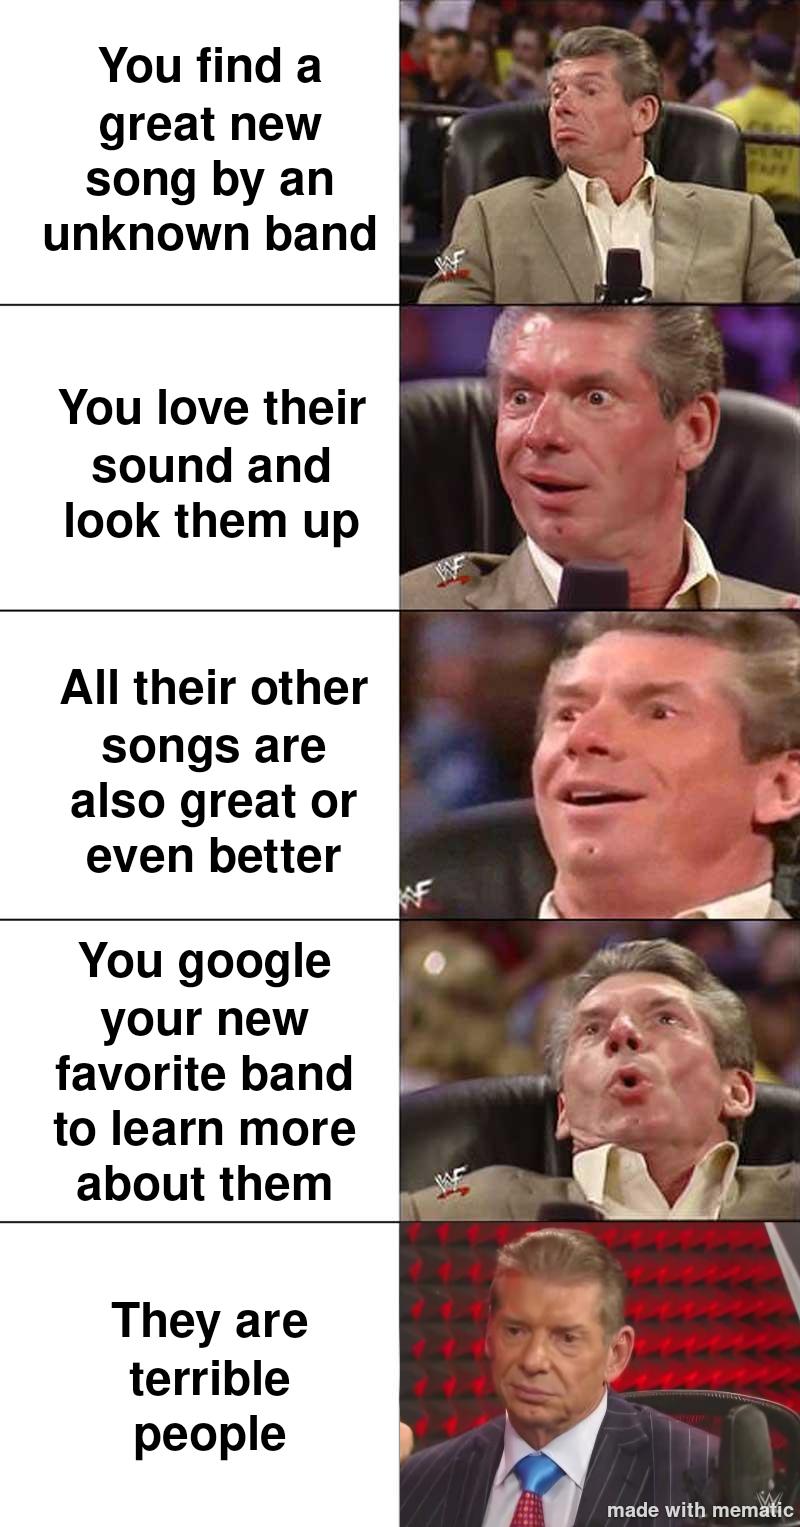 You find a
great new
song by an
unknown band
You love their
sound and
look them up
All their other
songs are
also great or
even better
You google
your new
favorite band
to learn more
about them
They are
terrible
people
made with mematic